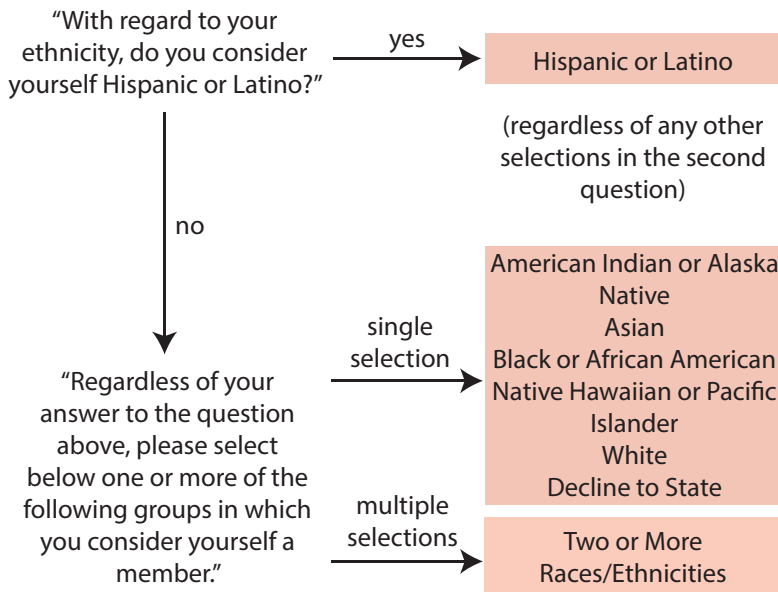 “With regard to your
ethnicity, do you consider
yourself Hispanic or Latino?”
yes
Hispanic or Latino
(regardless of any other
selections in the second
question)
no
“Regardless of your
answer to the question
above, please select
below one or more of the
following groups in which
you consider yourself a
member.”
single
selection
American Indian or Alaska
Native
Asian
Black or African American
Native Hawaiian or Pacific
Islander
White
Decline to State
multiple
selections
Two or More
Races/Ethnicities